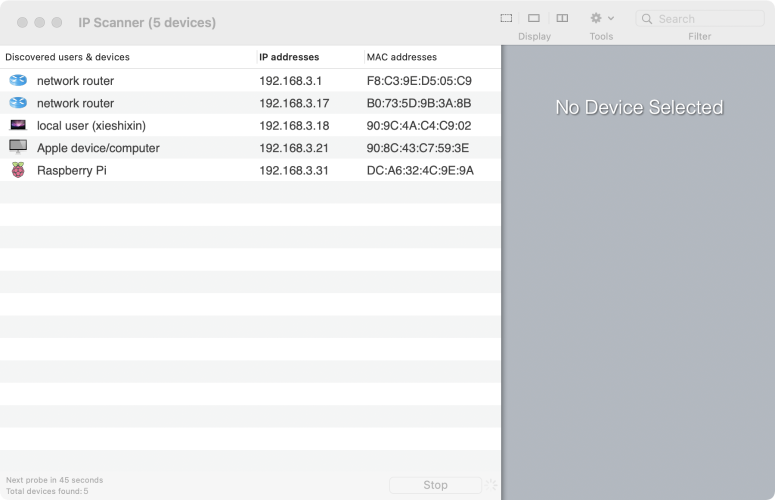 IP Scanner (5 devices)
Search
Display Tools Filter
Discovered users & devices IP addresses MAC addresses
network router 192.168.3.1 F8:C3:9E:D5:05:C9
network router 192.168.3.17 B0:73:5D:9B:3A:8B
local user (xieshixin) 192.168.3.18 90:9C:4A:C4:C9:02
Apple device/computer 192.168.3.21 90:8C:43:C7:59:3E
Raspberry Pi 192.168.3.31 DC:A6:32:4C:9E:9A
No Device Selected
Next probe in 45 seconds
Total devices found: 5
Stop